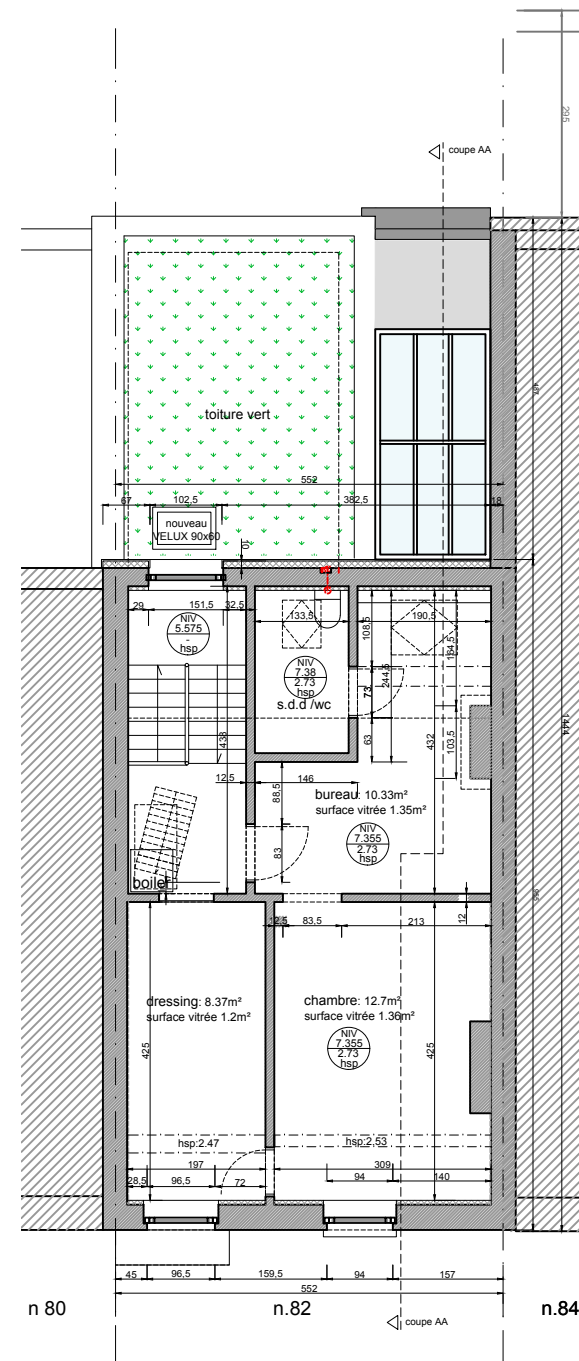 295
coupe AA
487
toiture vert
552
67
102,5
382,5
18
nouveau
VELUX 90x60
10
29
151,5
32,5
133,5
190,5
NIV
5.575
-
hsp
108,5
164,5
NIV
7.38
2.73
hsp
s.d.d /wc
73
244,5
1444
438
63
432
103,5
12,5
146
88,5
bureau: 10.33m²
surface vitrée 1.35m²
83
NIV
7.355
2.73
hsp
boiler
965
12,5
83,5
213
12
dressing: 8.37m²
surface vitrée 1.2m²
chambre: 12.7m²
surface vitrée 1.36m²
NIV
7.355
2.73
hsp
425
425
hsp:2.47
hsp:2,53
197
309
28,5
96,5
72
94
140
45
96,5
159,5
94
157
552
n 80
n.82
n.84
coupe AA